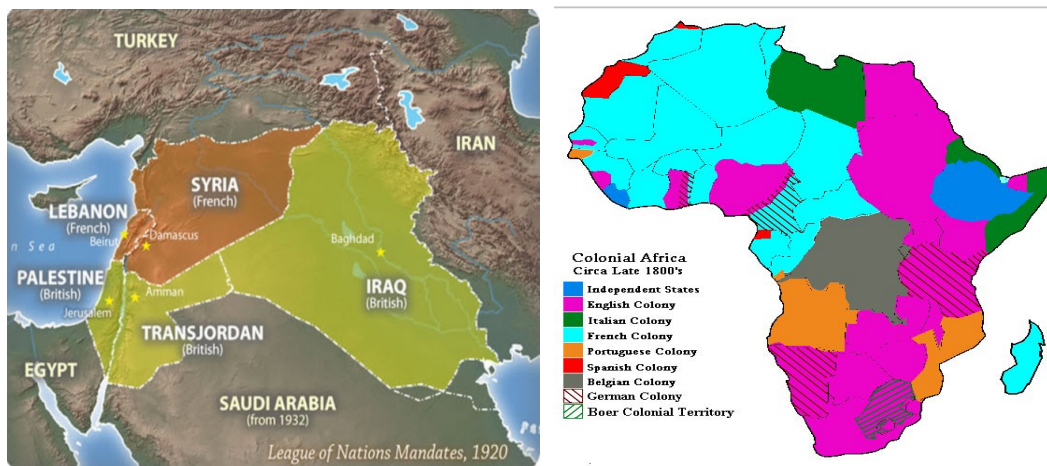 TURKEY
IRAN
SYRIA
(French)
LEBANON
(French)
Beirut
Damascus
Baghdad
PALESTINE
(British)
Amman
Jerusalem
IRAQ
(British)
TRANSJORDAN
(British)
EGYPT
SAUDI ARABIA
(from 1932)
League of Nations Mandates, 1920
n Sea
Pe
Colonial Africa
Circa Late 1800's
Independent States
English Colony
Italian Colony
French Colony
Portuguese Colony
Spanish Colony
Belgian Colony
German Colony
Boer Colonial Territory